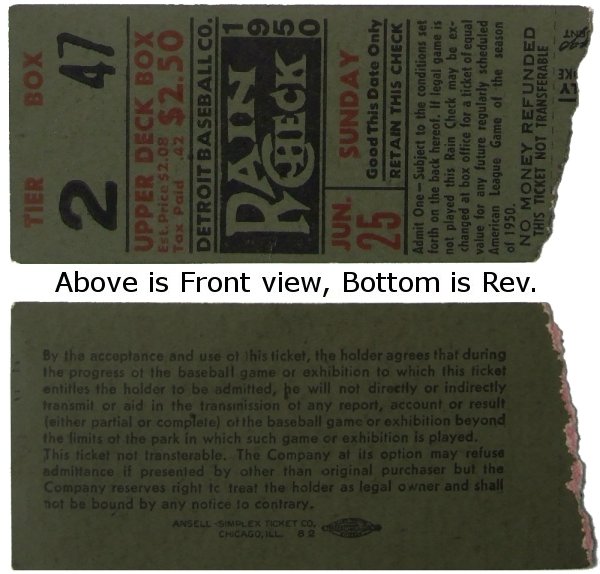 TIER BOX
2 47
UPPER DECK BOX
Est. Price $2.08
Tax Paid .42
$2.50
DETROIT BASEBALL CO.
RAIN CHECK
1950
JUN. SUNDAY
25
Good This Date Only
RETAIN THIS CHECK
Admit One—Subject to the conditions set
forth on the back hereof. If legal game is
not played this Rain Check may be ex-
changed at box office for a ticket of equal
value for any future regularly scheduled
American League Game of the season
of 1950.
NO MONEY REFUNDED
THIS TICKET NOT TRANSFERABLE
Above is Front view, Bottom is Rev.
By the acceptance and use of this ticket, the holder agrees that during
the progress of the baseball game or exhibition to which this ticket
entitles the holder to be admitted, he will not directly or indirectly
transmit or aid in the transmission of any report, account or result
(either partial or complete) of the baseball game or exhibition beyond
the limits of the park in which such game or exhibition is played.
This ticket not transferable. The Company at its option may refuse
admittance if presented by other than original purchaser but the
Company reserves right to treat the holder as legal owner and shall
not be bound by any notice to contrary.
ANSELL-SIMPLEX TICKET CO.
CHICAGO, ILL. 82